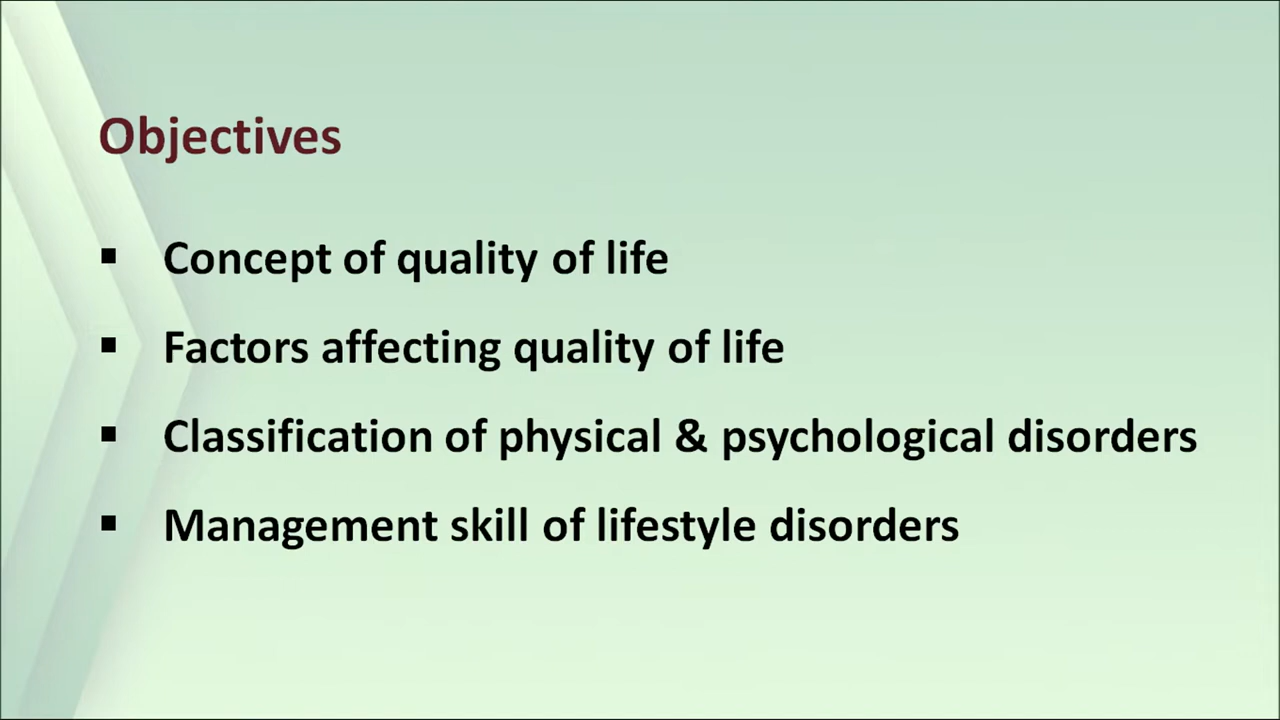 Objectives
▪ Concept of quality of life
▪ Factors affecting quality of life
▪ Classification of physical & psychological disorders
▪ Management skill of lifestyle disorders